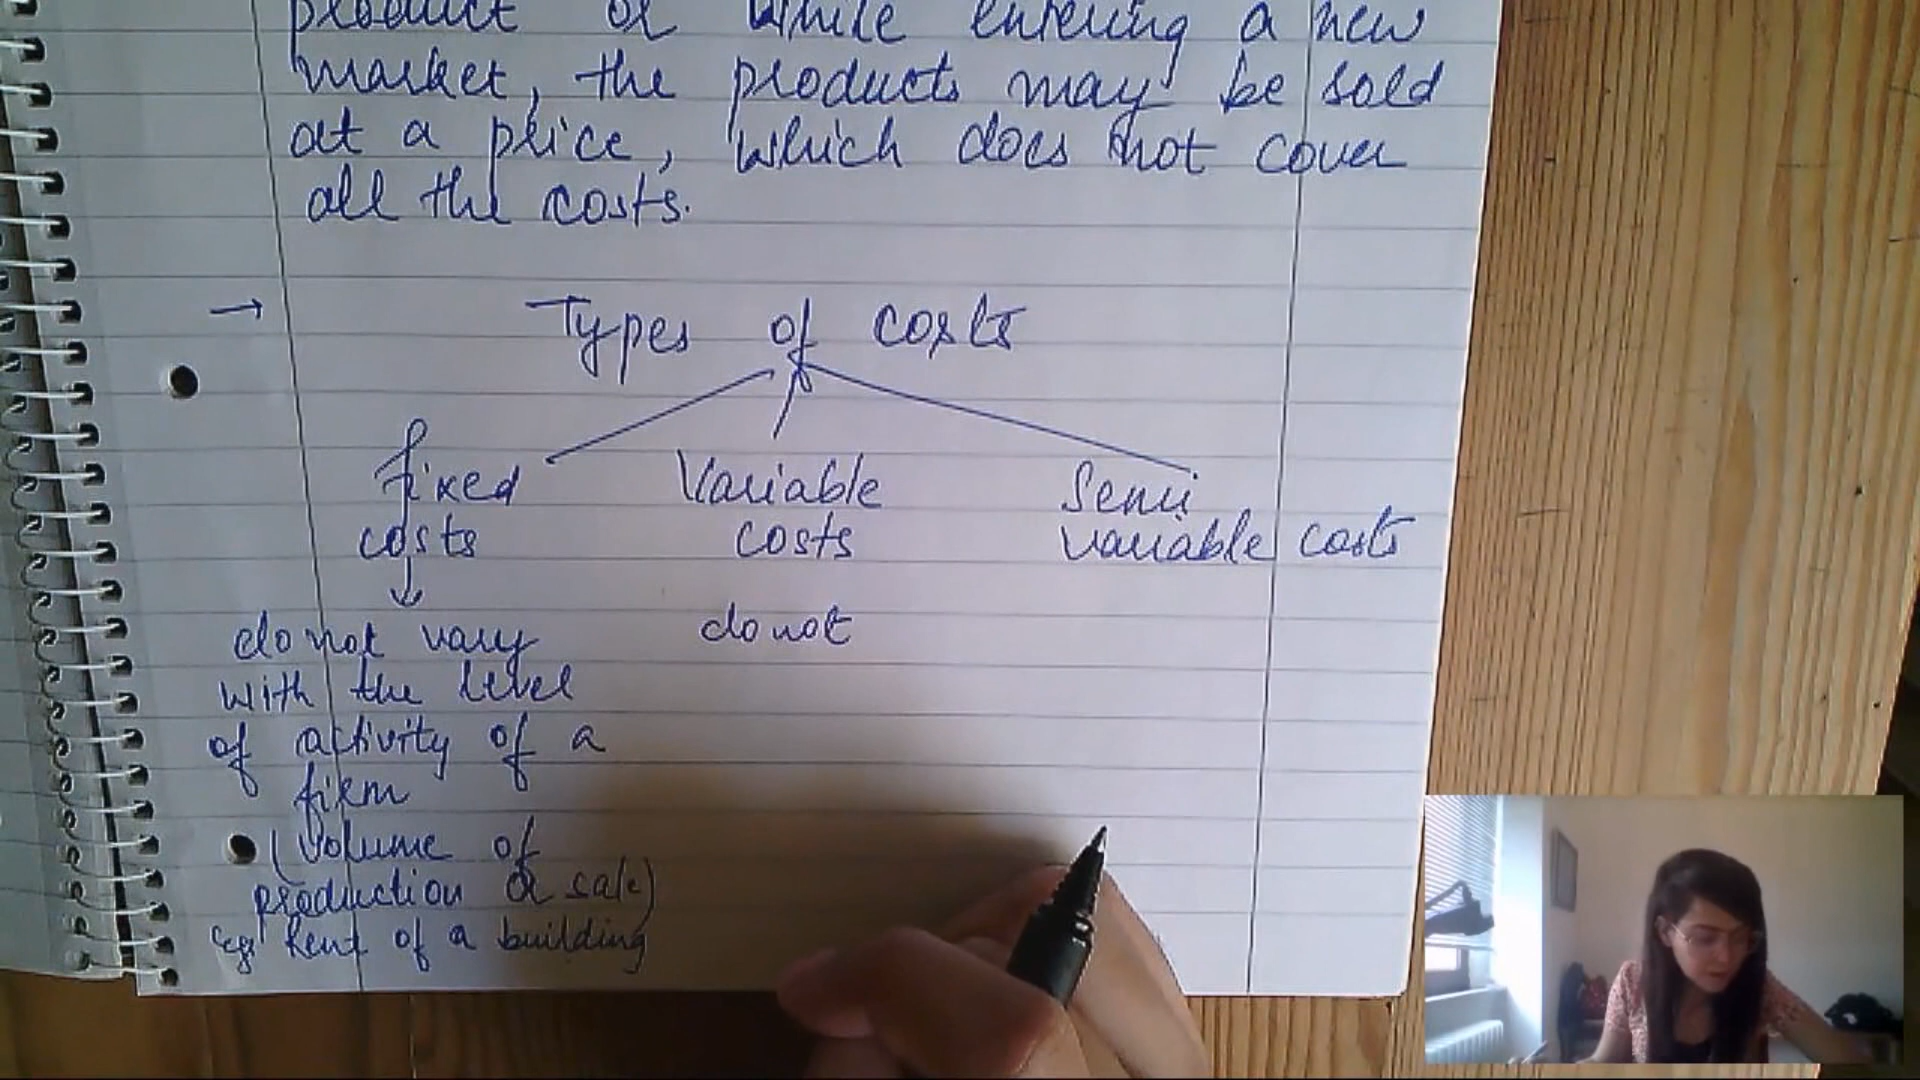 product or while entering a new
market, the products may be sold
at a price, which does not cover
all the costs.
→ Types of costs
fixed
costs
Variable
costs
Semi
variable costs
do not vary
with the level
of activity of a
firm
(Volume of
production or sale)
eg: Rent of a building
do not